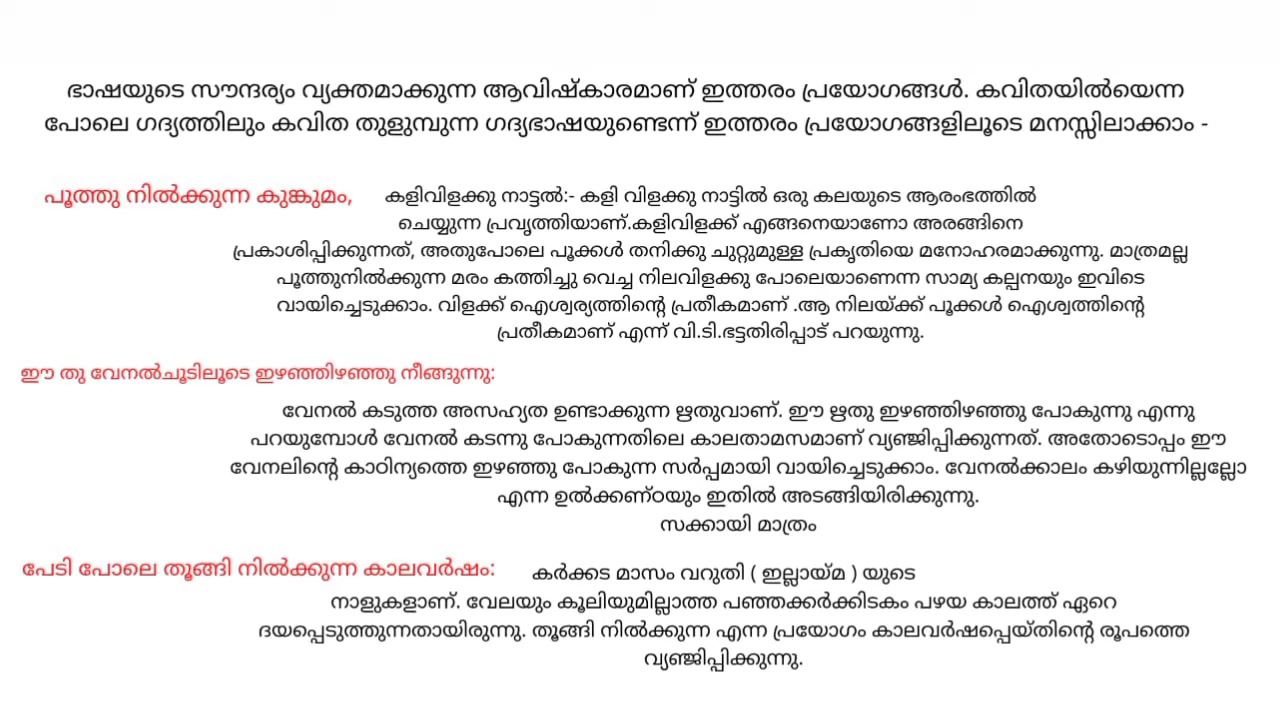 ഭാഷയുടെ സൗന്ദര്യം വ്യക്തമാക്കുന്ന ആവിഷ്കാരമാണ് ഇത്തരം പ്രയോഗങ്ങൾ. കവിതയിൽയെന്ന
പോലെ ഗദ്യത്തിലും കവിത തുളുമ്പുന്ന ഗദ്യഭാഷയുണ്ടെന്ന് ഇത്തരം പ്രയോഗങ്ങളിലൂടെ മനസ്സിലാക്കാം -
പൂത്തു നിൽക്കുന്ന കുങ്കുമം, കളിവിളക്കു നാട്ടൽ:- കളി വിളക്കു നാട്ടിൽ ഒരു കലയുടെ ആരംഭത്തിൽ
ചെയ്യുന്ന പ്രവൃത്തിയാണ്.കളിവിളക്ക് എങ്ങനെയാണോ അരങ്ങിനെ
പ്രകാശിപ്പിക്കുന്നത്, അതുപോലെ പൂക്കൾ തനിക്കു ചുറ്റുമുള്ള പ്രകൃതിയെ മനോഹരമാക്കുന്നു. മാത്രമല്ല
പൂത്തുനിൽക്കുന്ന മരം കത്തിച്ചു വെച്ച നിലവിളക്കു പോലെയാണെന്ന സാമ്യ കല്പനയും ഇവിടെ
വായിച്ചെടുക്കാം. വിളക്ക് ഐശ്വര്യത്തിന്റെ പ്രതീകമാണ് .ആ നിലയ്ക്ക് പൂക്കൾ ഐശ്വത്തിന്റെ
പ്രതീകമാണ് എന്ന് വി.ടി.ഭട്ടതിരിപ്പാട് പറയുന്നു.
ഈ തു വേനൽചൂടിലൂടെ ഇഴഞ്ഞിഴഞ്ഞു നീങ്ങുന്നു:
വേനൽ കടുത്ത അസഹ്യത ഉണ്ടാക്കുന്ന ഋതുവാണ്. ഈ ഋതു ഇഴഞ്ഞിഴഞ്ഞു പോകുന്നു എന്നു
പറയുമ്പോൾ വേനൽ കടന്നു പോകുന്നതിലെ കാലതാമസമാണ് വ്യഞ്ജിപ്പിക്കുന്നത്. അതോടൊപ്പം ഈ
വേനലിന്റെ കാഠിന്യത്തെ ഇഴഞ്ഞു പോകുന്ന സർപ്പമായി വായിച്ചെടുക്കാം. വേനൽക്കാലം കഴിയുന്നില്ലല്ലോ
എന്ന ഉൽക്കണ്ഠയും ഇതിൽ അടങ്ങിയിരിക്കുന്നു.
സക്കായി മാത്രം
പേടി പോലെ തൂങ്ങി നിൽക്കുന്ന കാലവർഷം: കർക്കട മാസം വറുതി ( ഇല്ലായ്മ ) യുടെ
നാളുകളാണ്. വേലയും കൂലിയുമില്ലാത്ത പഞ്ഞക്കർക്കിടകം പഴയ കാലത്ത് ഏറെ
ദയപ്പെടുത്തുന്നതായിരുന്നു. തൂങ്ങി നിൽക്കുന്ന എന്ന പ്രയോഗം കാലവർഷപ്പെയ്തിന്റെ രൂപത്തെ
വ്യഞ്ജിപ്പിക്കുന്നു.